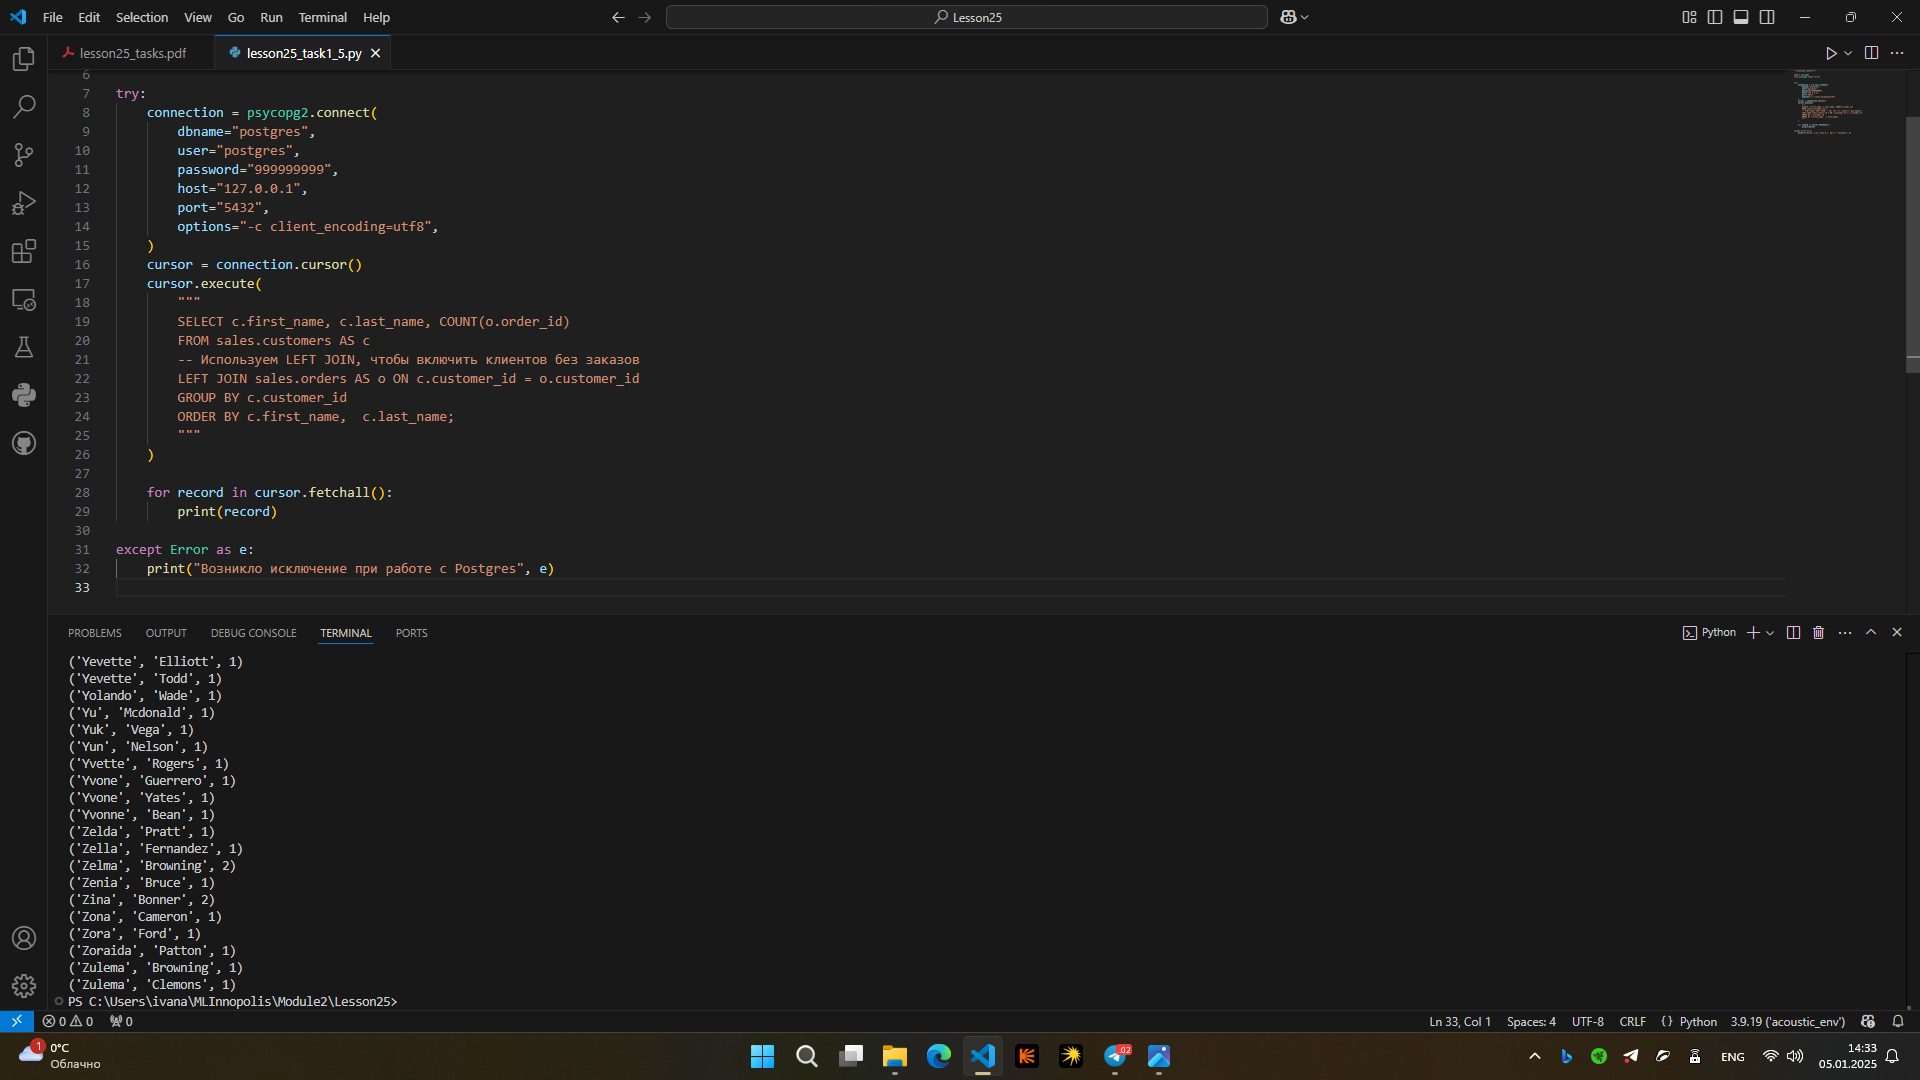 File Edit Selection View Go Run Terminal Help
Lesson25
lesson25_tasks.pdf
lesson25_task1_5.py
6
7 try:
8 connection = psycopg2.connect(
9 dbname="postgres",
10 user="postgres",
11 password="999999999",
12 host="127.0.0.1",
13 port="5432",
14 options="-c client_encoding=utf8",
15 )
16 cursor = connection.cursor()
17 cursor.execute(
18 """
19 SELECT c.first_name, c.last_name, COUNT(o.order_id)
20 FROM sales.customers AS c
21 -- Используем LEFT JOIN, чтобы включить клиентов без заказов
22 LEFT JOIN sales.orders AS o ON c.customer_id = o.customer_id
23 GROUP BY c.customer_id
24 ORDER BY c.first_name,  c.last_name;
25 """
26 )
27
28 for record in cursor.fetchall():
29 print(record)
30
31 except Error as e:
32 print("Возникло исключение при работе с Postgres", e)
33
PROBLEMS OUTPUT DEBUG CONSOLE TERMINAL PORTS
Python
('Yevette', 'Elliott', 1)
('Yevette', 'Todd', 1)
('Yolando', 'Wade', 1)
('Yu', 'Mcdonald', 1)
('Yuk', 'Vega', 1)
('Yun', 'Nelson', 1)
('Yvette', 'Rogers', 1)
('Yvone', 'Guerrero', 1)
('Yvone', 'Yates', 1)
('Yvonne', 'Bean', 1)
('Zelda', 'Pratt', 1)
('Zella', 'Fernandez', 1)
('Zelma', 'Browning', 2)
('Zenia', 'Bruce', 1)
('Zina', 'Bonner', 2)
('Zona', 'Cameron', 1)
('Zora', 'Ford', 1)
('Zoraida', 'Patton', 1)
('Zulema', 'Browning', 1)
('Zulema', 'Clemons', 1)
PS C:\Users\ivana\MLInnopolis\Module2\Lesson25>
0 0 0
Ln 33, Col 1 Spaces: 4 UTF-8 CRLF {} Python 3.9.19 ('acoustic_env')
1
0°C
Облачно
ENG
14:33
05.01.2025